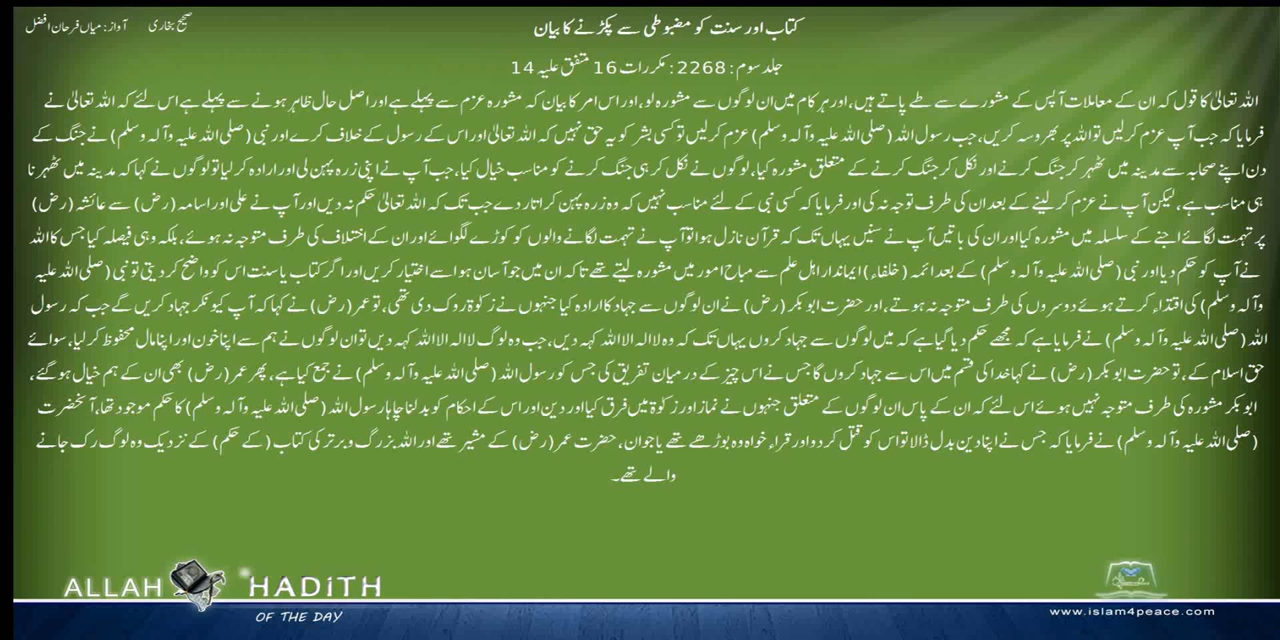 کتاب اور سنت کو مضبوطی سے پکڑنے کا بیان
صحیح بخاری آواز: میاں فرحان افضل
جلد سوم: 2268: مکررات 16 متفق علیہ 14
اللہ تعالیٰ کا قول کہ ان کے معاملات آپس کے مشورے سے طے پاتے ہیں، اور ہر کام میں ان لوگوں سے مشورہ لو، اور اس امر کا بیان کہ مشورہ عزم سے پہلے ہے اور اصل حال ظاہر ہونے سے پہلے ہے اس لئے کہ اللہ تعالیٰ نے
فرمایا کہ جب آپ عزم کر لیں تو اللہ پر بھروسہ کریں، جب رسول اللہ (صلی اللہ علیہ وآلہ وسلم) عزم کر لیں تو کسی بشر کو یہ حق نہیں کہ اللہ تعالیٰ اور اس کے رسول کے خلاف کرے اور نبی (صلی اللہ علیہ وآلہ وسلم) نے جنگ کے
دن اپنے صحابہ سے مدینہ میں ٹھہر کر جنگ کرنے اور نکل کر جنگ کرنے کے متعلق مشورہ کیا، لوگوں نے نکل کر ہی جنگ کرنے کو مناسب خیال کیا، جب آپ نے اپنی زرہ پہن لی اور ارادہ کر لیا تو لوگوں نے کہا کہ مدینہ میں ٹھہرنا
ہی مناسب ہے، لیکن آپ نے عزم کر لینے کے بعد ان کی طرف توجہ نہ کی اور فرمایا کہ کسی نبی کے لئے مناسب نہیں کہ وہ زرہ پہن کر اتار دے جب تک کہ اللہ تعالیٰ حکم نہ دیں اور آپ نے علی اور اسامہ (رض) سے عائشہ (رض)
پر تہمت لگائے اجنے کے سلسلہ میں مشورہ کیا اور ان کی باتیں آپ نے سنیں یہاں تک کہ قرآن نازل ہوا تو آپ نے تہمت لگانے والوں کو کوڑے لگوائے اور ان کے اختلاف کی طرف متوجہ نہ ہوئے، بلکہ وہی فیصلہ کیا جس کا اللہ
نے آپ کو حکم دیا اور نبی (صلی اللہ علیہ وآلہ وسلم) کے بعد ائمہ (خلفاء) ایماندار اہل علم سے مباح امور میں مشورہ لیتے تھے تاکہ ان میں جو آسان ہو اسے اختیار کریں اور اگر کتاب یا سنت اس کو واضح کر دیتی تو نبی (صلی اللہ علیہ
وآلہ وسلم) کی اقتداء کرتے ہوئے دوسروں کی طرف متوجہ نہ ہوتے، اور حضرت ابوبکر (رض) نے ان لوگوں سے جہاد کا ارادہ کیا جنہوں نے زکوۃ روک دی تھی، تو عمر (رض) نے کہا کہ آپ کیونکر جہاد کریں گے جب کہ رسول
اللہ (صلی اللہ علیہ وآلہ وسلم) نے فرمایا ہے کہ مجھے حکم دیا گیا ہے کہ میں لوگوں سے جہاد کروں یہاں تک کہ وہ لا الہ الا اللہ کہہ دیں، جب وہ لوگ لا الہ الا اللہ کہہ دیں تو ان لوگوں نے ہم سے اپنا خون اور اپنا مال محفوظ کر لیا، سوائے
حق اسلام کے، تو حضرت ابوبکر (رض) نے کہا خدا کی قسم میں اس سے جہاد کروں گا جس نے اس چیز کے درمیان تفریق کی جس کو رسول اللہ (صلی اللہ علیہ وآلہ وسلم) نے جمع کیا ہے، پھر عمر (رض) بھی ان کے ہم خیال ہو گئے،
ابوبکر مشورہ کی طرف متوجہ نہیں ہوئے اس لئے کہ ان کے پاس ان لوگوں کے متعلق جنہوں نے نماز اور زکوۃ میں فرق کیا اور دین اور اس کے احکام کو بدلنا چاہا رسول اللہ (صلی اللہ علیہ وآلہ وسلم) کا حکم موجود تھا، آنحضرت
(صلی اللہ علیہ وآلہ وسلم) نے فرمایا کہ جس نے اپنا دین بدل ڈالا تو اس کو قتل کر دو اور قراء خواہ وہ بوڑھے تھے یا جوان، حضرت عمر (رض) کے مشیر تھے اور اللہ بزرگ و برتر کی کتاب (کے حکم) کے نزدیک وہ لوگ رک جانے
والے تھے۔
ALLAH HADITH
OF THE DAY
www.islam4peace.com